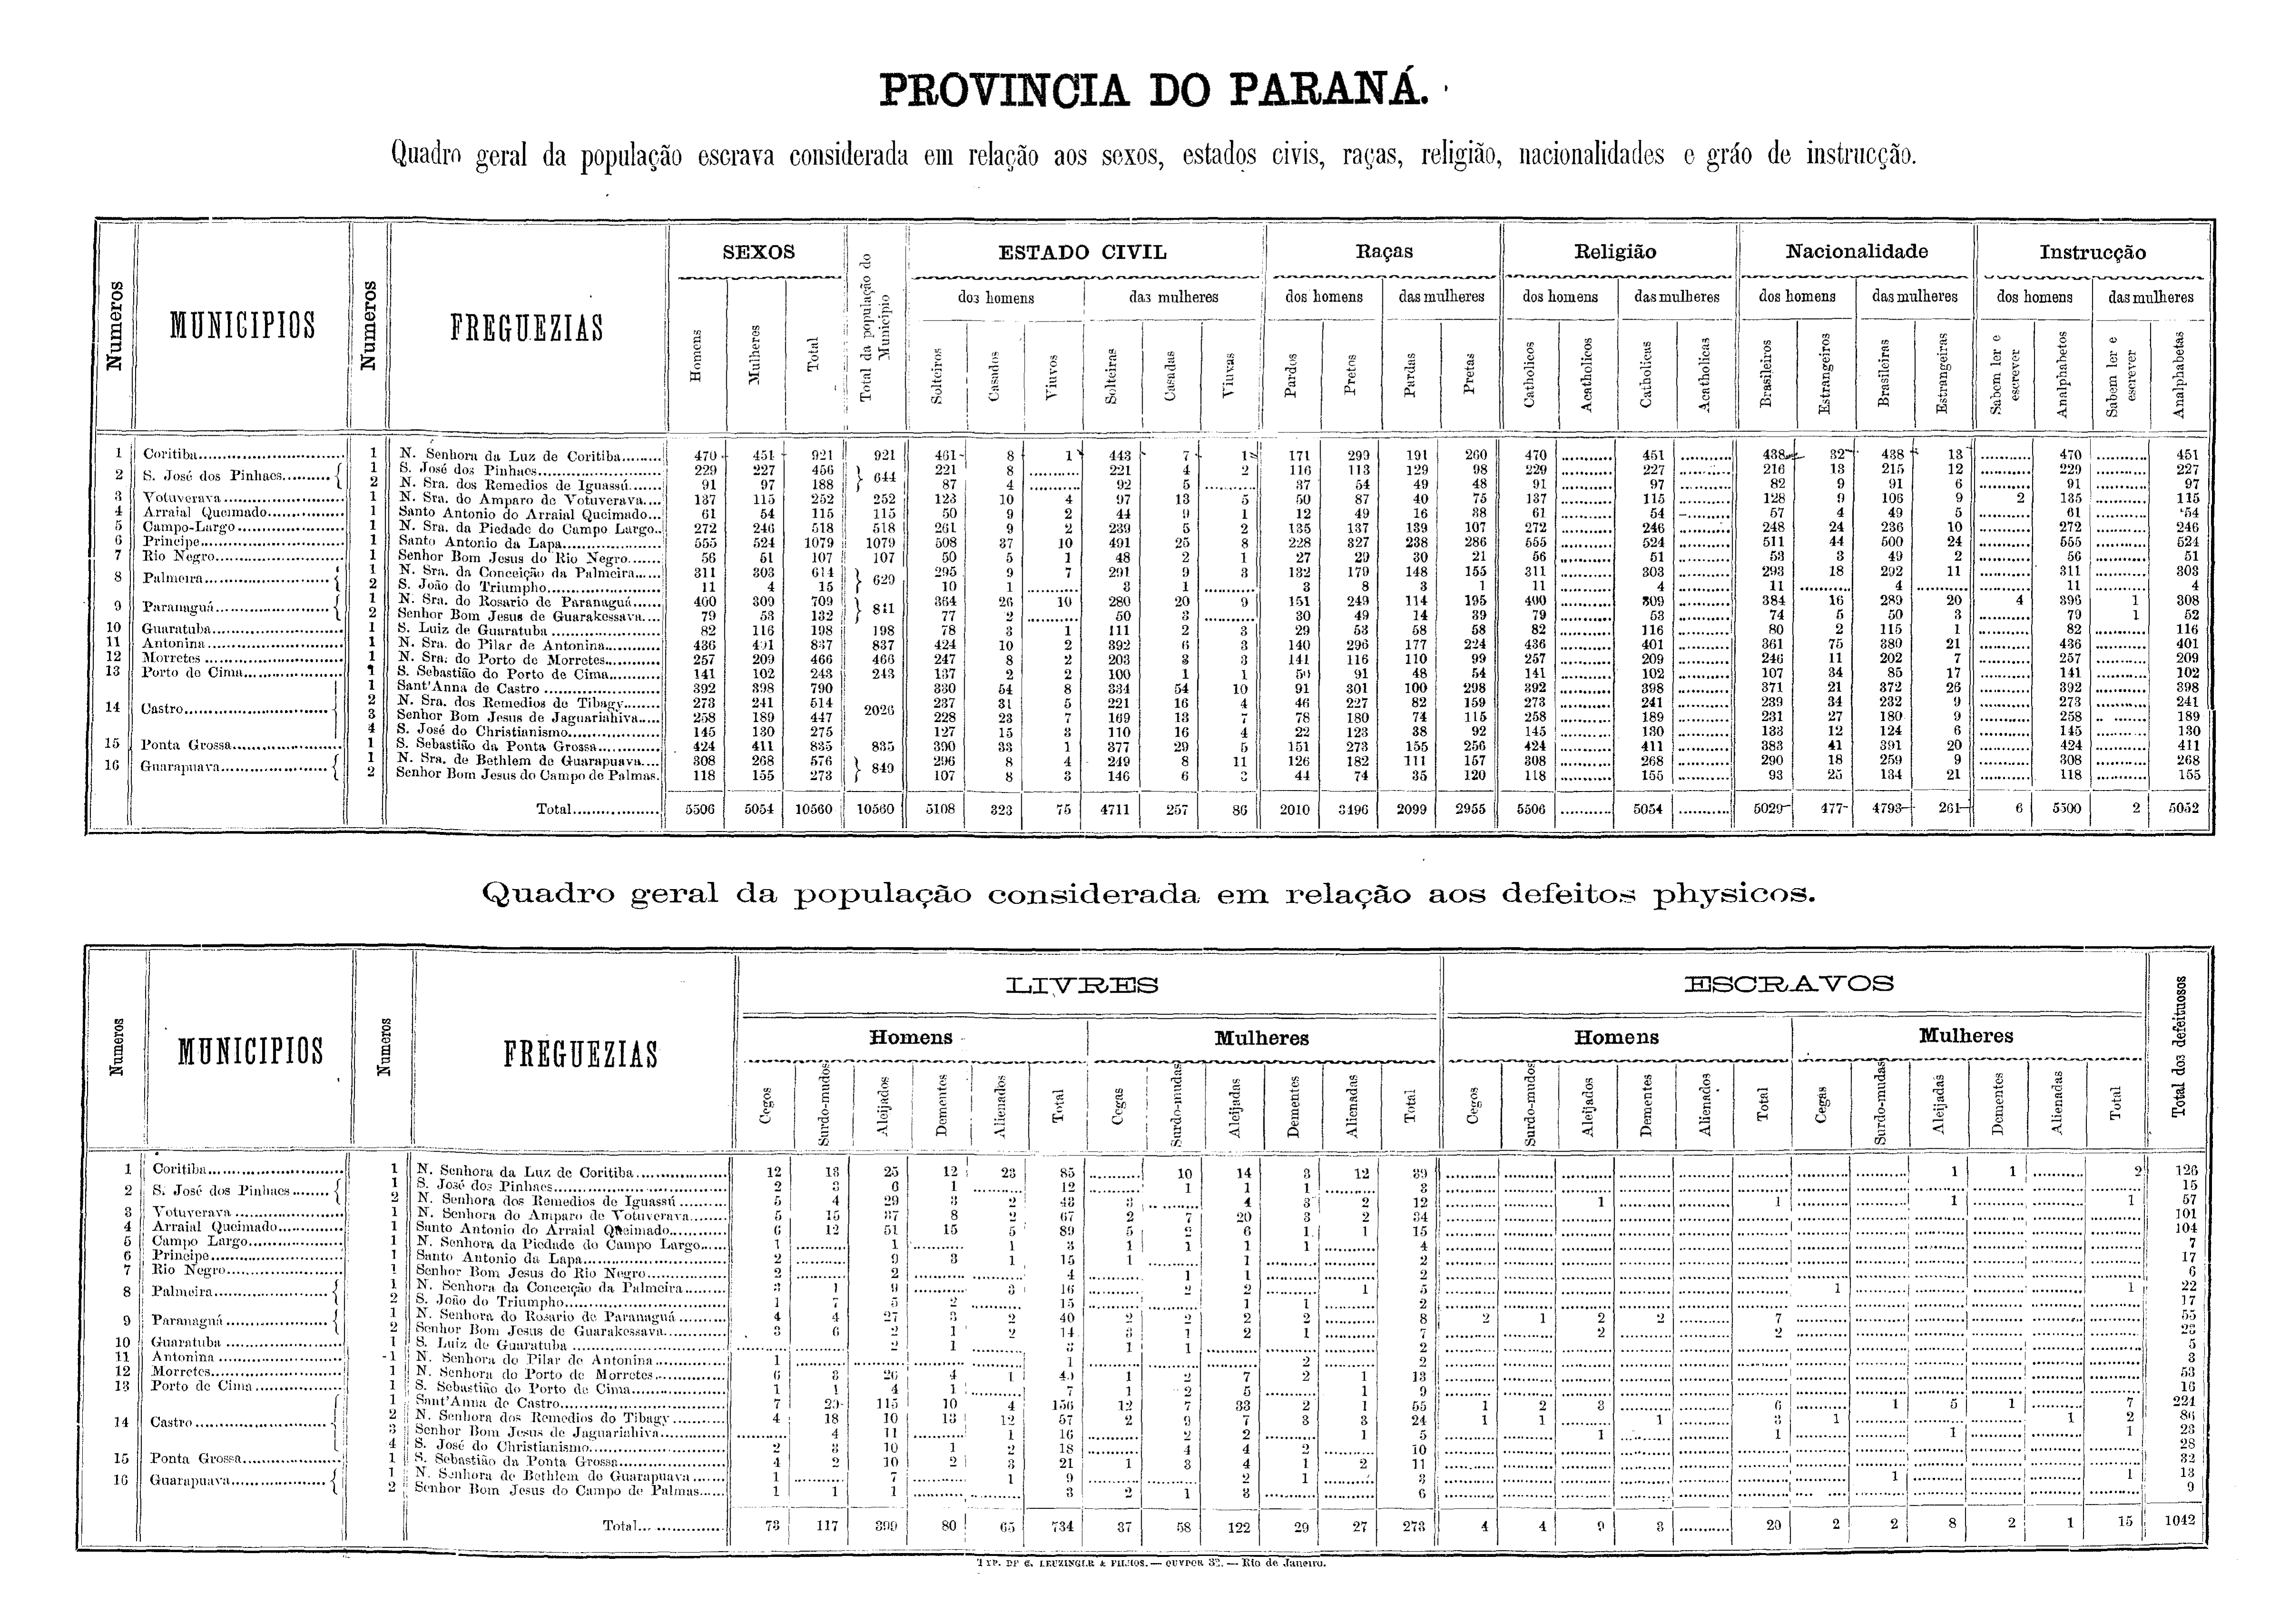 PROVINCIA DO PARANÁ.
Quadro geral da população escrava considerada em relação aos sexos, estados civis, raças, religião, nacionalidades e gráo de instrucção.
Numeros MUNICIPIOS Numeros FREGUEZIAS SEXOS Total da população do Municipio ESTADO CIVIL Raças Religião Nacionalidade Instrucção
dos homens das mulheres dos homens das mulheres dos homens das mulheres dos homens das mulheres dos homens das mulheres
Homens Mulheres Total Solteiros Casados Viuvos Solteiras Casadas Viuvas Pardos Pretos Pardas Pretas Catholicos Acatholicos Catholicas Acatholicas Brasileiros Estrangeiros Brasileiras Estrangeiras Sabem ler e escrever Analphabetos Sabem ler e escrever Analphabetas
1 Coritiba 1 N. Senhora da Luz de Coritiba 470 451 921 921 461 8 1 443 7 1 171 299 191 260 470 .......... 451 .......... 438 32 438 13 .......... 470 .......... 451
2 S. José dos Pinhaes 1 S. José dos Pinhaes 229 227 456 644 221 8 .......... 221 4 2 116 113 129 98 229 .......... 227 .......... 216 13 215 12 .......... 229 .......... 227
2 N. Sra. dos Remedios de Iguassú 91 97 188 87 4 .......... 92 5 .......... 37 54 49 48 91 .......... 97 .......... 82 9 91 6 .......... 91 .......... 97
3 Votuverava 1 N. Sra. do Amparo de Votuverava 137 115 252 252 123 10 4 97 13 5 50 87 40 75 137 .......... 115 .......... 128 9 106 9 2 135 .......... 115
4 Arraial Queimado 1 Santo Antonio do Arraial Queimado 61 54 115 115 50 9 2 44 9 1 12 49 16 38 61 .......... 54 .......... 57 4 49 5 .......... 61 .......... 54
5 Campo-Largo 1 N. Sra. da Piedade do Campo Largo 272 246 518 518 261 9 2 239 5 2 135 137 139 107 272 .......... 246 .......... 248 24 236 10 .......... 272 .......... 246
6 Principe 1 Santo Antonio da Lapa 555 524 1079 1079 508 37 10 491 25 8 228 327 238 286 555 .......... 524 .......... 511 44 500 24 .......... 555 .......... 524
7 Rio Negro 1 Senhor Bom Jesus do Rio Negro 56 51 107 107 50 5 1 48 2 1 27 29 30 21 56 .......... 51 .......... 53 3 49 2 .......... 56 .......... 51
8 Palmeira 1 N. Sra. da Conceição da Palmeira 311 303 614 629 295 9 7 291 9 3 132 179 148 155 311 .......... 303 .......... 293 18 292 11 .......... 311 .......... 303
2 S. João do Triumpho 11 4 15 10 1 .......... 3 1 .......... 3 8 3 1 11 .......... 4 .......... 11 .......... 4 .......... .......... 11 .......... 4
9 Paranaguá 1 N. Sra. do Rosario de Paranaguá 400 309 709 841 364 26 10 280 20 9 151 249 114 195 400 .......... 309 .......... 384 16 289 20 4 396 1 308
2 Senhor Bom Jesus de Guarakessava 79 53 132 77 2 .......... 50 3 .......... 30 49 14 39 79 .......... 53 .......... 74 5 50 3 .......... 79 1 52
10 Guaratuba 1 S. Luiz de Guaratuba 82 116 198 198 78 3 1 111 2 3 29 53 58 58 82 .......... 116 .......... 80 2 115 1 .......... 82 .......... 116
11 Antonina 1 N. Sra. do Pilar de Antonina 436 401 837 837 424 10 2 392 6 3 140 296 177 224 436 .......... 401 .......... 361 75 380 21 .......... 436 .......... 401
12 Morretes 1 N. Sra. do Porto de Morretes 257 209 466 466 247 8 2 203 3 3 141 116 110 99 257 .......... 209 .......... 246 11 202 7 .......... 257 .......... 209
13 Porto de Cima 1 S. Sebastião do Porto de Cima 141 102 243 243 137 2 2 100 1 1 50 91 48 54 141 .......... 102 .......... 107 34 85 17 .......... 141 .......... 102
14 Castro 1 Sant'Anna de Castro 392 398 790 2026 330 54 8 334 54 10 91 301 100 298 392 .......... 398 .......... 371 21 372 26 .......... 392 .......... 398
2 N. Sra. dos Remedios de Tibagy 273 241 514 237 31 5 221 16 4 46 227 82 159 273 .......... 241 .......... 239 34 232 9 .......... 273 .......... 241
3 Senhor Bom Jesus de Jaguariahiva 258 189 447 228 23 7 169 13 7 78 180 74 115 258 .......... 189 .......... 231 27 180 9 .......... 258 .......... 189
4 S. José do Christianismo 145 130 275 127 15 3 110 16 4 22 123 38 92 145 .......... 130 .......... 133 12 124 6 .......... 145 .......... 130
15 Ponta Grossa 1 S. Sebastião da Ponta Grossa 424 411 835 835 390 33 1 377 29 5 151 273 155 256 424 .......... 411 .......... 383 41 391 20 .......... 424 .......... 411
16 Guarapuava 1 N. Sra. de Bethlem de Guarapuava 308 268 576 849 296 8 4 249 8 11 126 182 111 157 308 .......... 268 .......... 290 18 259 9 .......... 308 .......... 268
2 Senhor Bom Jesus do Campo de Palmas. 118 155 273 107 8 3 146 6 3 44 74 35 120 118 .......... 155 .......... 93 25 134 21 .......... 118 .......... 155
Total 5506 5054 10560 10560 5108 323 75 4711 257 86 2010 3496 2099 2955 5506 .......... 5054 .......... 5029 477 4793 261 6 5500 2 5052
Quadro geral da população considerada em relação aos defeitos physicos.
Numeros MUNICIPIOS Numeros FREGUEZIAS LIVRES ESCRAVOS Total dos defeituosos
Homens Mulheres Homens Mulheres
Cegos Surdo-mudos Aleijados Dementes Alienados Total Cegas Surdo-mudas Aleijadas Dementes Alienadas Total Cegos Surdo-mudos Aleijados Dementes Alienados Total Cegas Surdo-mudas Aleijadas Dementes Alienadas Total
1 Coritiba 1 N. Senhora da Luz de Coritiba 12 13 25 12 23 85 .......... 10 14 3 12 39 .......... .......... .......... .......... .......... .......... .......... .......... 1 1 .......... 2 126
2 S. José dos Pinhaes 1 S. José dos Pinhaes 2 3 6 1 .......... 12 .......... 1 1 1 .......... 3 15
2 N. Senhora dos Remedios de Iguassú 5 4 29 3 2 43 3 .......... 4 3 2 12 .......... .......... 1 .......... .......... 1 .......... .......... 1 .......... .......... 1 57
3 Votuverava 1 N. Senhora do Amparo de Votuverava 5 15 37 8 2 67 2 7 20 3 2 34 101
4 Arraial Queimado 1 Santo Antonio do Arraial Queimado 6 12 51 15 5 89 5 2 6 1 1 15 104
5 Campo Largo 1 N. Senhora da Piedade do Campo Largo 1 .......... 1 .......... 1 3 1 1 1 1 .......... 4 7
6 Principe 1 Santo Antonio da Lapa 2 .......... 9 3 1 15 1 .......... 1 .......... .......... 2 17
7 Rio Negro 1 Senhor Bom Jesus do Rio Negro 2 .......... 2 .......... .......... 4 .......... 1 1 .......... .......... 2 6
8 Palmeira 1 N. Senhora da Conceição da Palmeira 3 1 9 .......... 3 16 .......... 2 2 .......... 1 5 .......... .......... .......... .......... .......... .......... 1 .......... .......... .......... .......... 1 22
2 S. João do Triumpho 1 7 5 2 .......... 15 .......... .......... 1 1 .......... 2 17
9 Paranaguá 1 N. Senhora do Rosario de Paranaguá 4 4 27 3 2 40 2 2 2 2 .......... 8 2 1 2 2 .......... 7 55
2 Senhor Bom Jesus de Guarakessava 3 6 2 1 2 14 3 1 2 1 .......... 7 .......... .......... 2 .......... .......... 2 23
10 Guaratuba 1 S. Luiz de Guaratuba .......... .......... 2 1 .......... 3 1 1 .......... .......... .......... 2 5
11 Antonina 1 N. Senhora do Pilar de Antonina 1 .......... .......... .......... .......... 1 .......... .......... .......... 2 .......... 2 3
12 Morretes 1 N. Senhora do Porto de Morretes 6 3 26 4 1 40 1 2 7 2 1 13 53
13 Porto de Cima 1 S. Sebastião do Porto de Cima 1 1 4 1 .......... 7 1 2 5 .......... 1 9 16
14 Castro 1 Sant'Anna de Castro 7 20 115 10 4 156 12 7 33 2 1 55 1 2 3 .......... .......... 6 .......... 1 5 1 .......... 7 224
2 N. Senhora dos Remedios do Tibagy 4 18 10 13 12 57 2 9 7 3 3 24 1 1 .......... 1 .......... 3 1 .......... .......... .......... 1 2 86
3 Senhor Bom Jesus de Jaguariahiva .......... 4 11 .......... 1 16 .......... 2 2 .......... 1 5 .......... .......... 1 .......... .......... 1 .......... .......... 1 .......... .......... 1 23
4 S. José do Christianismo 2 3 10 1 2 18 .......... 4 4 2 .......... 10 28
15 Ponta Grossa 1 S. Sebastião da Ponta Grossa 4 2 10 2 3 21 1 3 4 1 2 11 32
16 Guarapuava 1 N. Senhora de Bethlem de Guarapuava 1 .......... 7 .......... 1 9 .......... .......... 2 1 .......... 3 .......... .......... .......... .......... .......... .......... .......... 1 .......... .......... .......... 1 13
2 Senhor Bom Jesus do Campo de Palmas 1 1 1 .......... .......... 3 2 1 3 .......... .......... 6 9
Total 73 117 399 80 65 734 37 58 122 29 27 273 4 4 9 3 .......... 20 2 2 8 2 1 15 1042
TYP. DE G. LEUZINGER & FILHOS. — OUVIDOR — Rio de Janeiro.